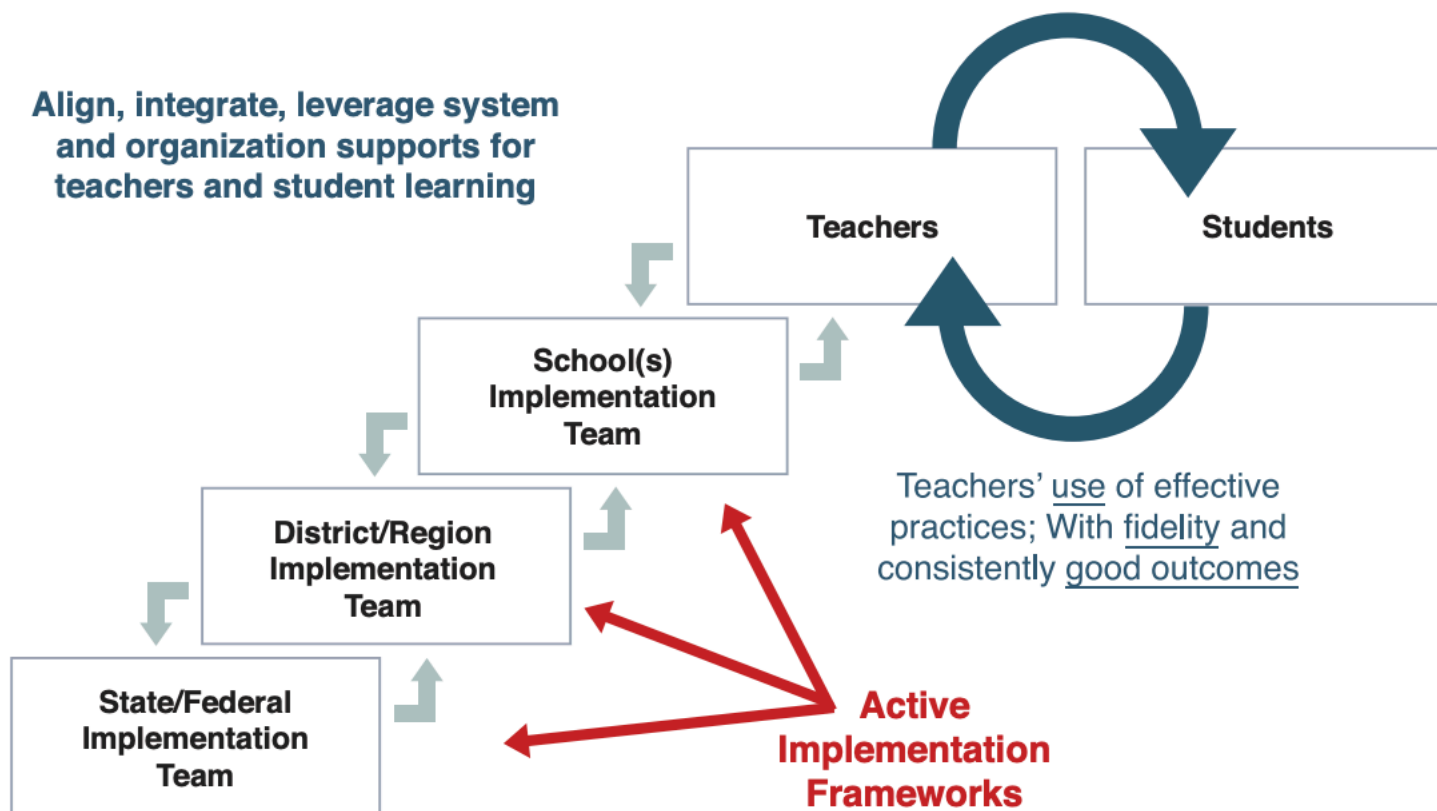 Align, integrate, leverage system
and organization supports for
teachers and student learning
Teachers
Students
School(s)
Implementation
Team
Teachers’ use of effective
practices; With fidelity and
consistently good outcomes
District/Region
Implementation
Team
State/Federal
Implementation
Team
Active
Implementation
Frameworks